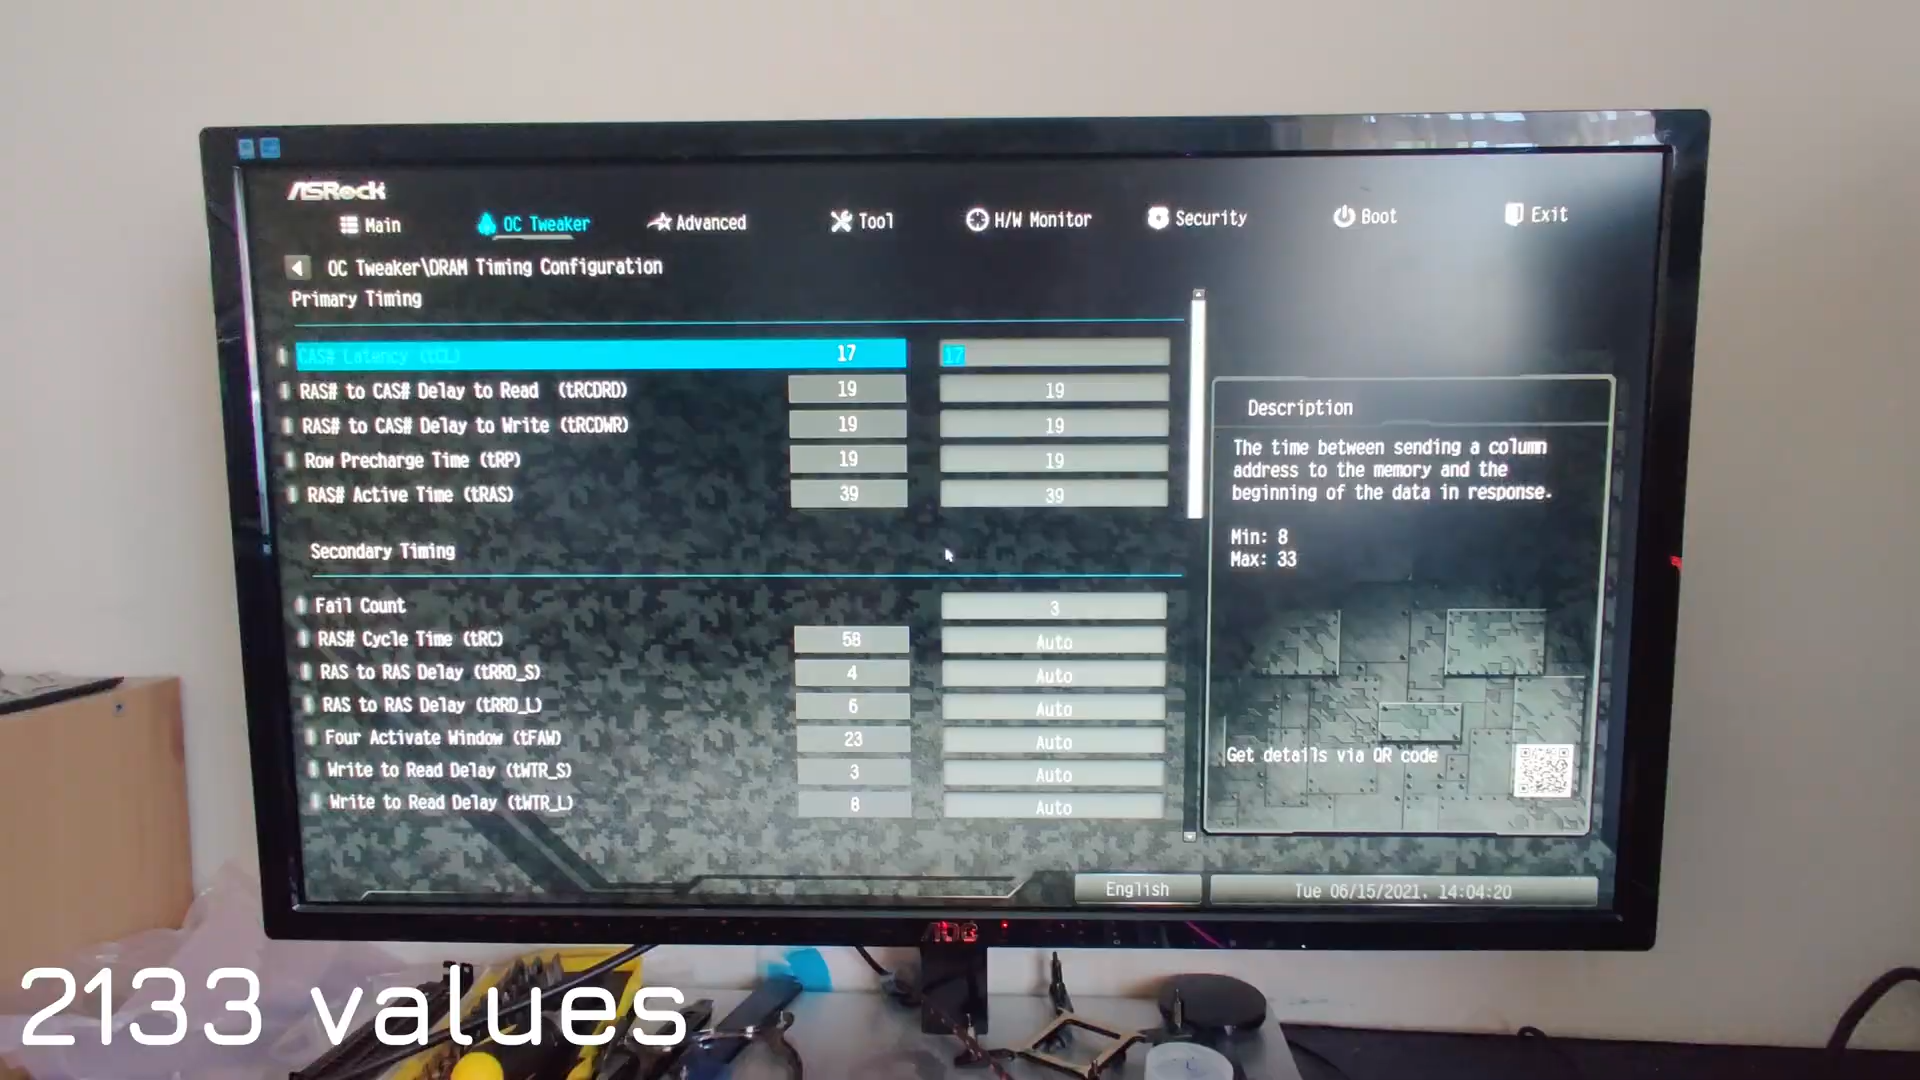 ASRock
Main OC Tweaker Advanced Tool H/W Monitor Security Boot Exit
OC Tweaker\DRAM Timing Configuration
Primary Timing
CAS# Latency (tCL) 17 17
RAS# to CAS# Delay to Read (tRCDRD) 19 19
RAS# to CAS# Delay to Write (tRCDWR) 19 19
Row Precharge Time (tRP) 19 19
RAS# Active Time (tRAS) 39 39
Secondary Timing
Fail Count 3
RAS# Cycle Time (tRC) 58 Auto
RAS to RAS Delay (tRRD_S) 4 Auto
RAS to RAS Delay (tRRD_L) 6 Auto
Four Activate Window (tFAW) 23 Auto
Write to Read Delay (tWTR_S) 3 Auto
Write to Read Delay (tWTR_L) 8 Auto
Description
The time between sending a column
address to the memory and the
beginning of the data in response.
Min: 8
Max: 33
Get details via QR code
English
Tue 06/15/2021. 14:04:20
AOC
2133 values